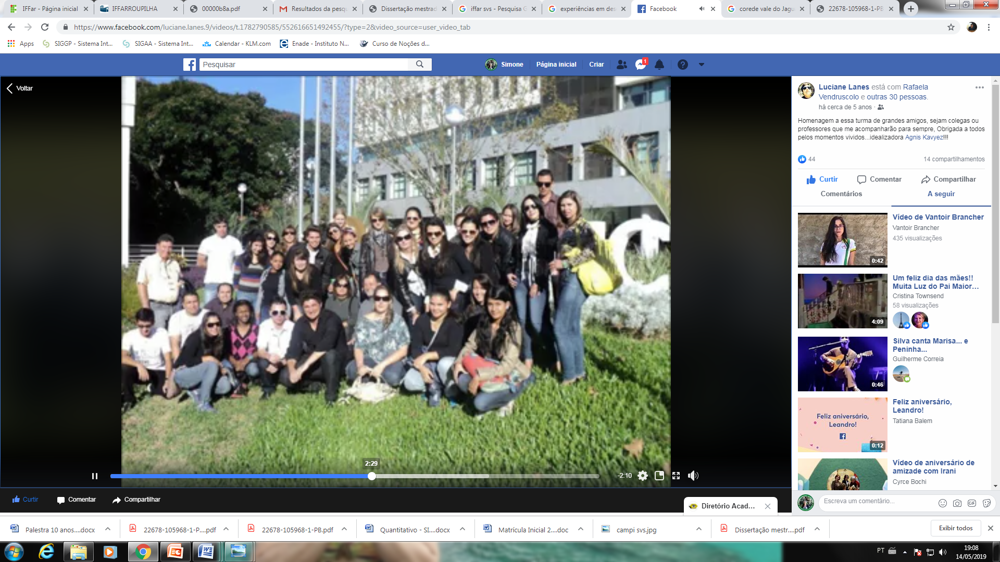 IFFar - Página inicial
IFFARROUPILHA
00000b8a.pdf
Resultados da pesqu
Dissertação mestrad
iffar svs - Pesquisa G
experiências em des
Facebook
corede vale do Jagu
22678-105968-1-PB
https://www.facebook.com/luciane.lanes.9/videos/t.1782790585/552616651492455/?type=2&video_source=user_video_tab
Apps
SIGGP - Sistema Int...
SIGAA - Sistema Int...
Calendar - KLM.com
Enade - Instituto N...
Curso de Noções d...
Pesquisar
Simone
Página inicial
Criar
1
Voltar
Luciane Lanes está com Rafaela
Vendruscolo e outras 30 pessoas.
há cerca de 5 anos ·
Homenagem a essa turma de grandes amigos, sejam colegas ou
professores que me acompanharão para sempre, Obrigada a todos
pelos momentos vividos...idealizadora Agnis Kavyez!!!
44
14 compartilhamentos
Curtir
Comentar
Compartilhar
Comentários
A seguir
0:42
Vídeo de Vantoir Brancher
Vantoir Brancher
435 visualizações
4:09
Um feliz dia das mães!!
Muita Luz do Pai Maior...
Cristina Townsend
58 visualizações
0:46
Silva canta Marisa... e
Peninha...
Guilherme Correia
Feliz aniversário,
Leandro!
0:12
Feliz aniversário,
Leandro!
Tatiana Balem
Vídeo de aniversário de
amizade com Irani
Cyrce Bochi
2:29
-2:10
Curtir
Comentar
Compartilhar
Diretório Acad...
Escreva um comentário...
GIF
Palestra 10 anos....docx
22678-105968-1-P....pdf
22678-105968-1-PB.pdf
Quantitativo - SI....docx
Matrícula Inicial 2....doc
campi svs.jpg
Dissertação mestr....pdf
Exibir todos
PT
19:08
14/05/2019